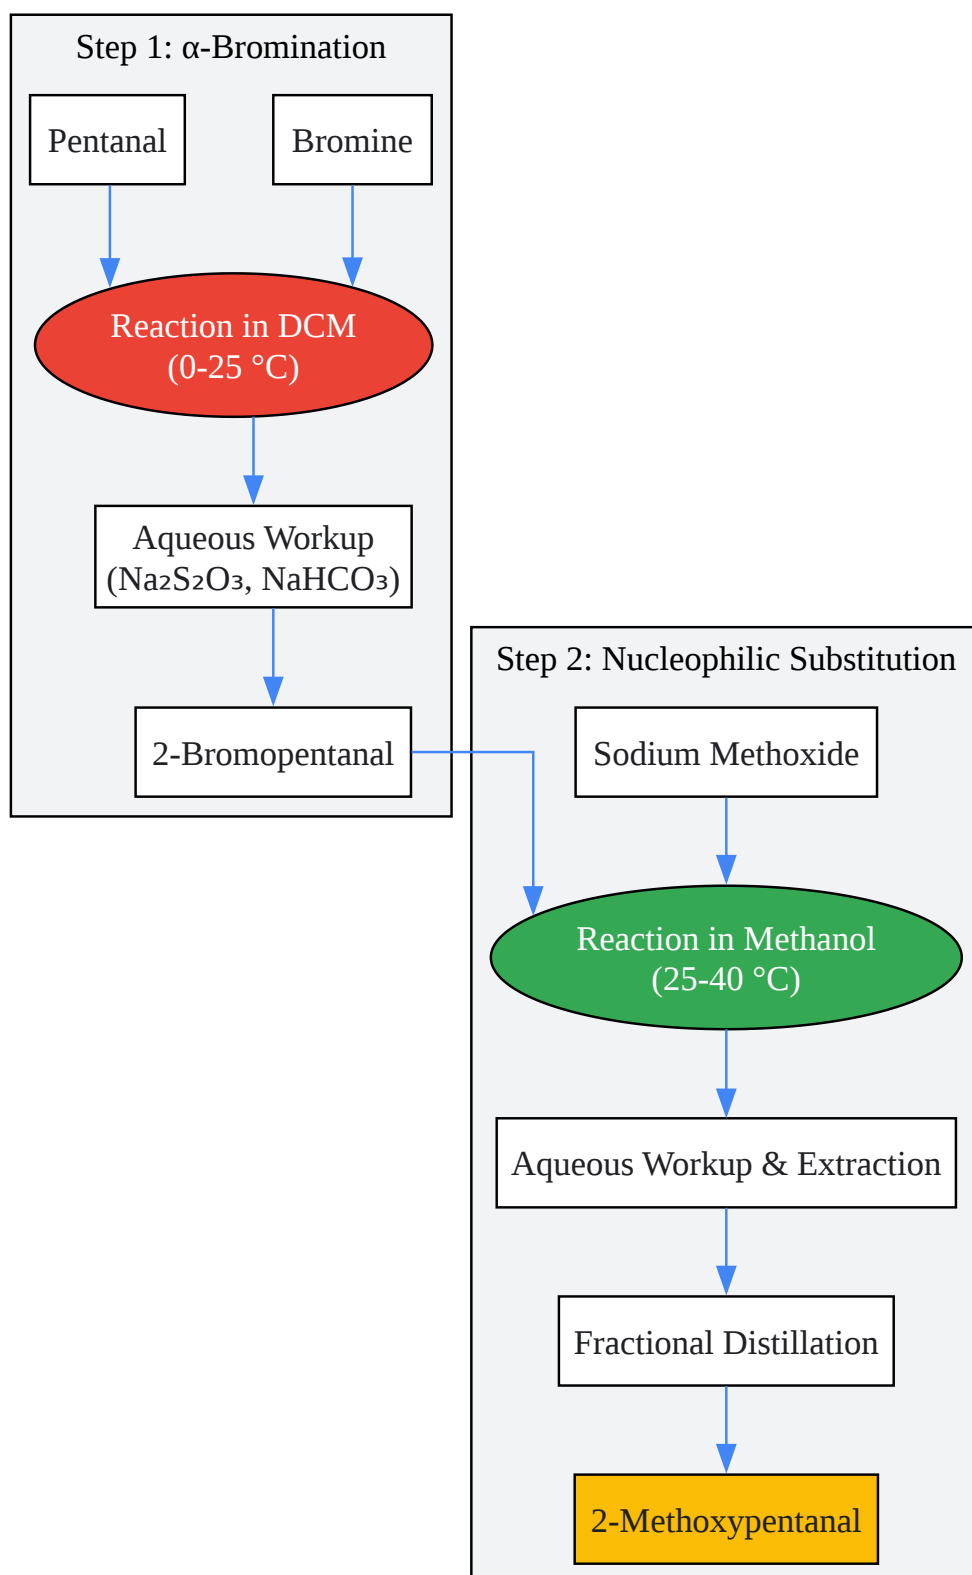 Step 1: α-Bromination
Pentanal
Bromine
Reaction in DCM
(0-25 °C)
Aqueous Workup
(Na₂S₂O₃, NaHCO₃)
2-Bromopentanal
Step 2: Nucleophilic Substitution
Sodium Methoxide
Reaction in Methanol
(25-40 °C)
Aqueous Workup & Extraction
Fractional Distillation
2-Methoxypentanal